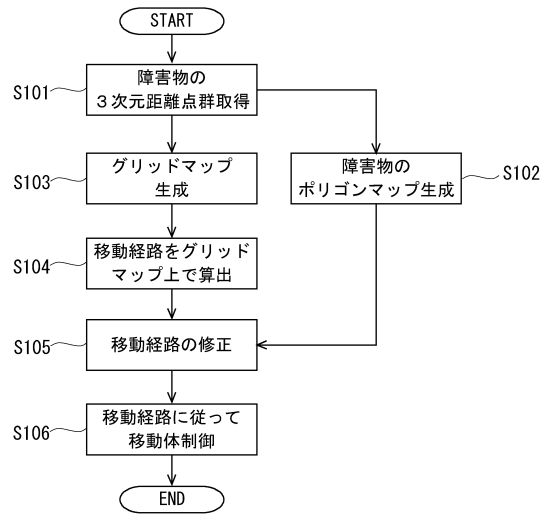 START
S101
障害物の
３次元距離点群取得
S103
グリッドマップ
生成
障害物の
ポリゴンマップ生成
S102
S104
移動経路をグリッド
マップ上で算出
S105
移動経路の修正
S106
移動経路に従って
移動体制御
END